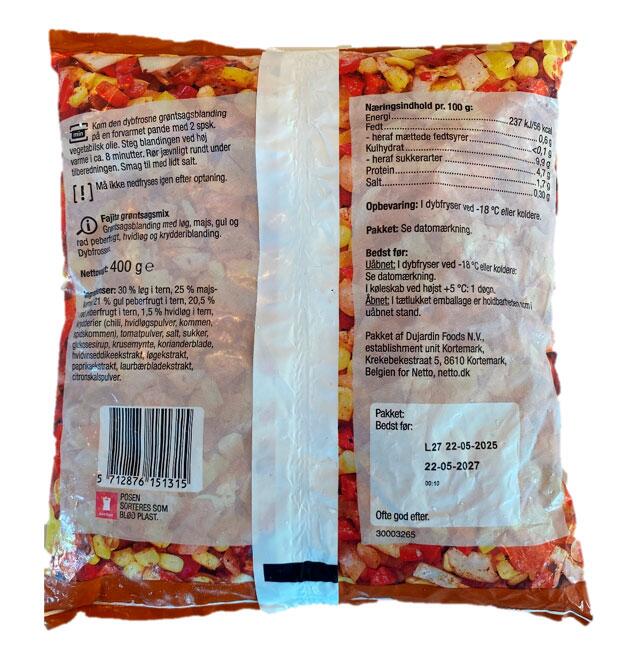 min
Kom den dybfrosne grøntsagsblanding
på en forvarmet pande med 2 spsk.
vegetabilsk olie. Steg blandingen ved høj
varme i ca. 8 minutter. Rør jævnligt rundt under
tilberedningen. Smag til med lidt salt.
[!] Må ikke nedfryses igen efter optøning.
Fajita grøntsagsmix
Grøntsagsblanding med løg, majs, gul og
rød peberfrugt, hvidløg og krydderiblanding.
Dybfrosset.
Nettovægt: 400 g e
30 % løg i tern, 25 % majs-
21 % gul peberfrugt i tern, 20,5 %
peberfrugt i tern, 1,5 % hvidløg i tern,
krydderier (chili, hvidløgspulver, kommen,
spidskommen), tomatpulver, salt, sukker,
glukosesirup, krusemynte, korianderblade,
hvidvinseddikeekstrakt, løgekstrakt,
paprikaekstrakt, laurbærbladekstrakt,
citronskalspulver.
5 712876 151315
POSEN
SORTERES SOM
BLØD PLAST.
Næringsindhold pr. 100 g:
Energi 237 kJ/56 kcal
Fedt 0,6 g
- heraf mættede fedtsyrer <0,1 g
Kulhydrat 9,9 g
- heraf sukkerarter 4,7 g
Protein 1,7 g
Salt 0,30 g
Opbevaring: I dybfryser ved -18 °C eller koldere.
Pakket: Se datomærkning.
Bedst før:
Uåbnet: I dybfryser ved -18 °C eller koldere:
Se datomærkning.
I køleskab ved højst +5 °C: 1 døgn.
Åbnet: I tætlukket emballage er holdbarheden som i
uåbnet stand.
Pakket af Dujardin Foods N.V.,
establishment unit Kortemark,
Krekebekestraat 5, 8610 Kortemark,
Belgien for Netto, netto.dk
Pakket:
Bedst før:
L27 22-05-2025
22-05-2027
00:10
Ofte god efter.
30003265